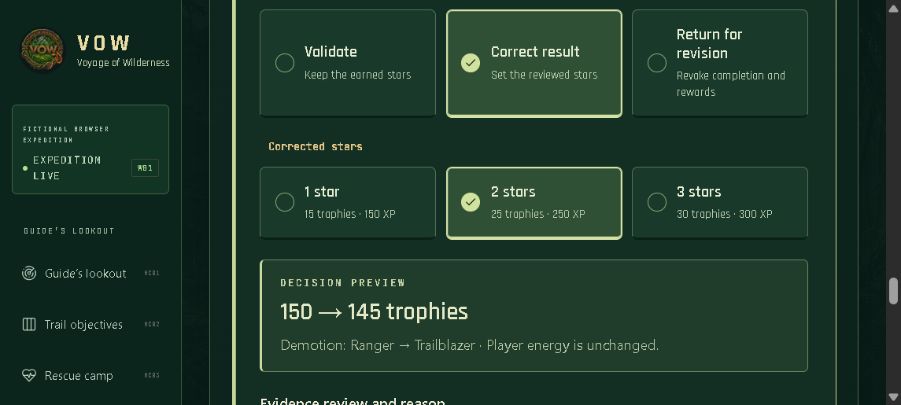 VOW
Voyage of Wilderness
FICTIONAL BROWSER
EXPEDITION
EXPEDITION
LIVE
W01
GUIDE'S LOOKOUT
Guide's lookout
Trail objectives
Rescue camp
Validate
Keep the earned stars
Correct result
Set the reviewed stars
Return for
revision
Revoke completion and
rewards
Corrected stars
1 star
15 trophies · 150 XP
2 stars
25 trophies · 250 XP
3 stars
30 trophies · 300 XP
DECISION PREVIEW
150 → 145 trophies
Demotion: Ranger → Trailblazer · Player energy is unchanged.
Evidence review and reason